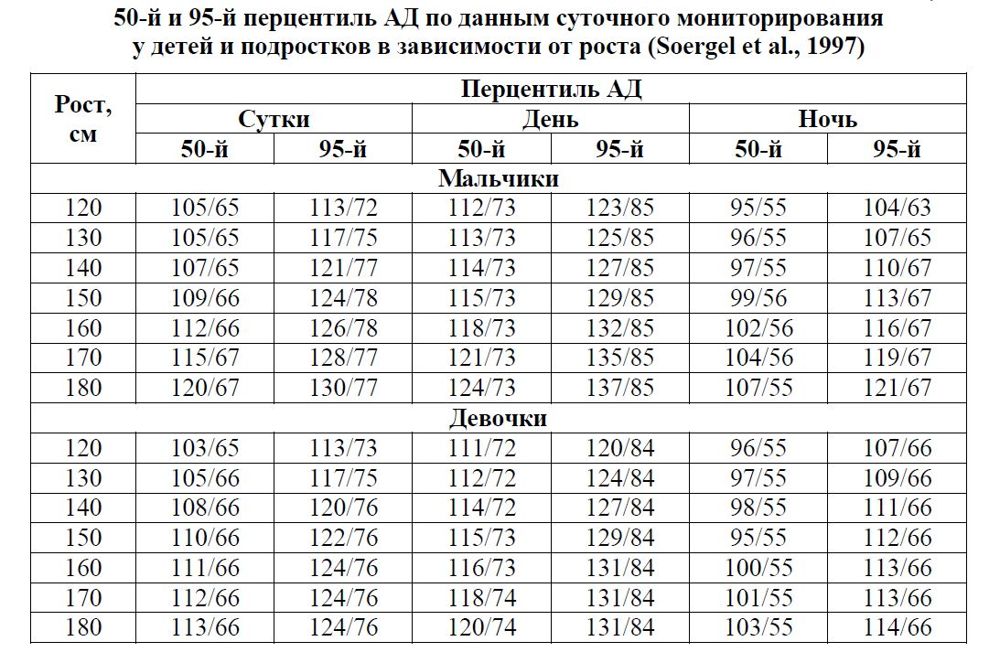 50-й и 95-й перцентиль АД по данным суточного мониторирования
у детей и подростков в зависимости от роста (Soergel et al., 1997)
Рост, см Перцентиль АД
Сутки День Ночь
50-й 95-й 50-й 95-й 50-й 95-й
Мальчики
120 105/65 113/72 112/73 123/85 95/55 104/63
130 105/65 117/75 113/73 125/85 96/55 107/65
140 107/65 121/77 114/73 127/85 97/55 110/67
150 109/66 124/78 115/73 129/85 99/56 113/67
160 112/66 126/78 118/73 132/85 102/56 116/67
170 115/67 128/77 121/73 135/85 104/56 119/67
180 120/67 130/77 124/73 137/85 107/55 121/67
Девочки
120 103/65 113/73 111/72 120/84 96/55 107/66
130 105/66 117/75 112/72 124/84 97/55 109/66
140 108/66 120/76 114/72 127/84 98/55 111/66
150 110/66 122/76 115/73 129/84 95/55 112/66
160 111/66 124/76 116/73 131/84 100/55 113/66
170 112/66 124/76 118/74 131/84 101/55 113/66
180 113/66 124/76 120/74 131/84 103/55 114/66